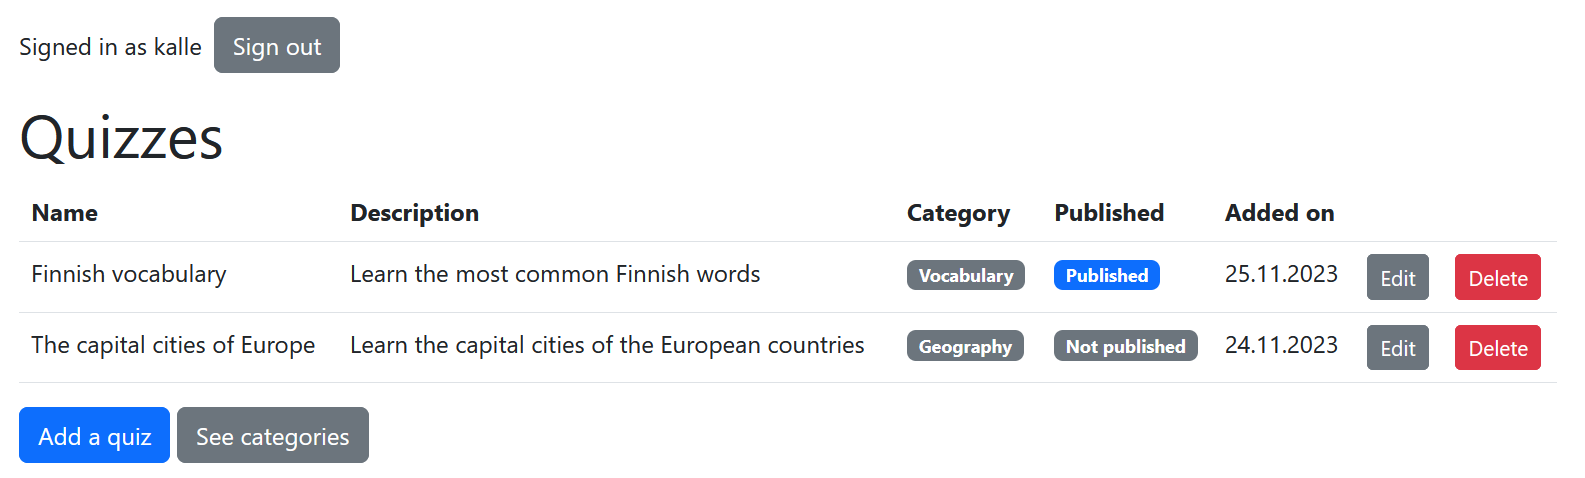 Signed in as kalle Sign out
Quizzes
Name Description Category Published Added on
Finnish vocabulary Learn the most common Finnish words Vocabulary Published 25.11.2023 Edit Delete
The capital cities of Europe Learn the capital cities of the European countries Geography Not published 24.11.2023 Edit Delete
Add a quiz See categories